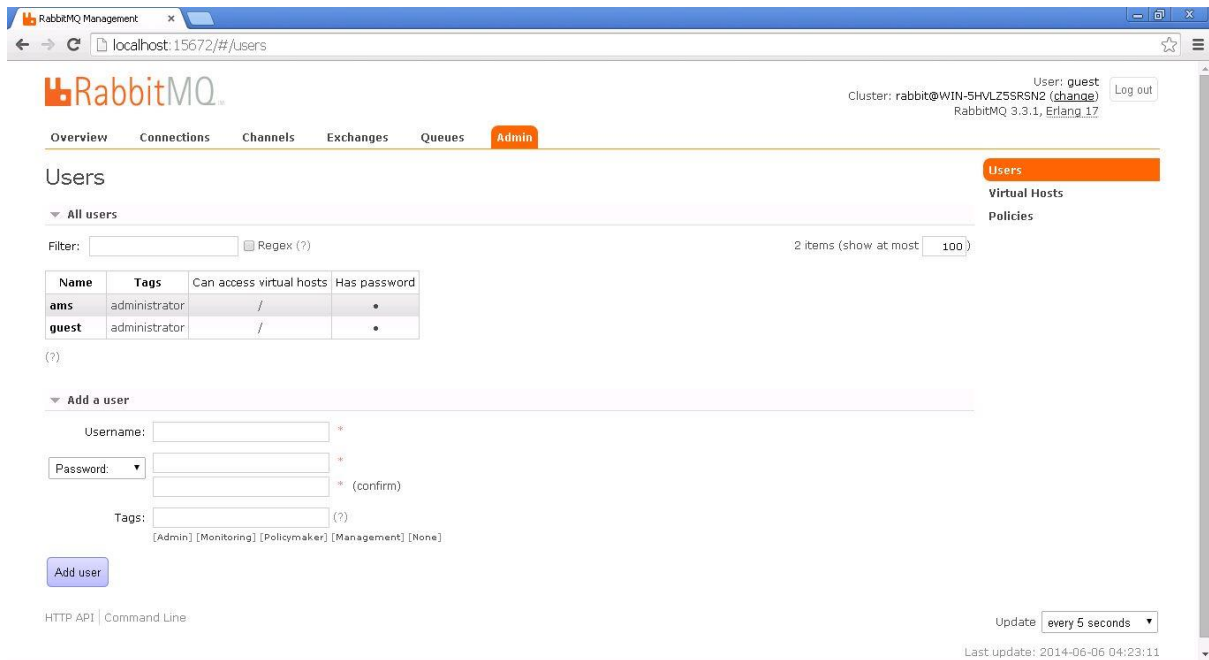 RabbitMQ Management
localhost:15672/#/users
RabbitMQ
User: guest
Log out
Cluster: rabbit@WIN-5HVLZ5SRSN2 (change)
RabbitMQ 3.3.1, Erlang 17
Overview Connections Channels Exchanges Queues Admin
Users
Users
Virtual Hosts
Policies
All users
Filter: Regex (?) 2 items (show at most 100 )
Name Tags Can access virtual hosts Has password
ams administrator / •
guest administrator / •
(?)
Add a user
Username: *
Password: *
* (confirm)
Tags: (?)
[Admin] [Monitoring] [Policymaker] [Management] [None]
Add user
HTTP API | Command Line
Update every 5 seconds
Last update: 2014-06-06 04:23:11